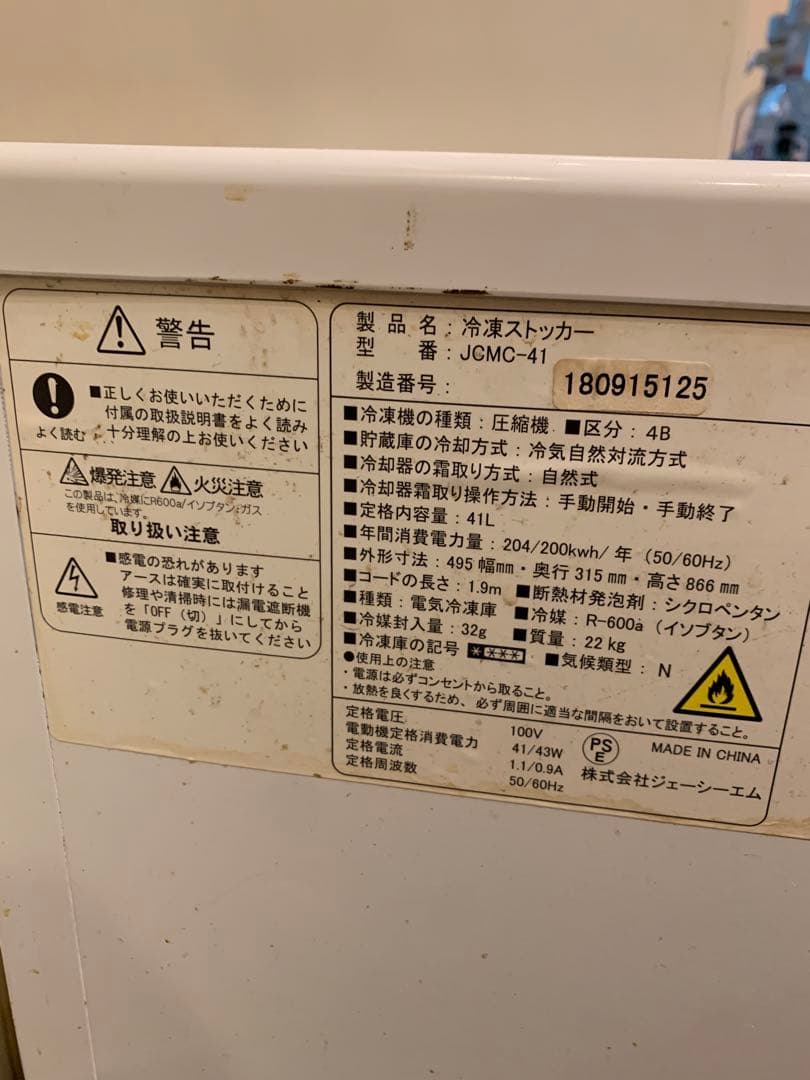 警告
■正しくお使いいただくために
付属の取扱説明書をよく読み
十分理解の上お使いください
よく読む
爆発注意 火災注意
この製品は、冷媒にR600a/イソブタン:ガス
を使用しています。
取り扱い注意
■感電の恐れがあります
アースは確実に取付けること
修理や清掃時には漏電遮断機
を「OFF（切）」にしてから
電源プラグを抜いてください
感電注意
製品名：冷凍ストッカー
型番：JCMC-41
製造番号： 180915125
■冷凍機の種類：圧縮機 ■区分：4B
■貯蔵庫の冷却方式：冷気自然対流方式
■冷却器の霜取り方式：自然式
■冷却器霜取り操作方法：手動開始・手動終了
■定格内容量：41L
■年間消費電力量：204/200kwh/年（50/60Hz）
■外形寸法：495幅mm・奥行315mm・高さ866mm
■コードの長さ：1.9m ■断熱材発泡剤：シクロペンタン
■種類：電気冷凍庫 ■冷媒：R-600a（イソブタン）
■冷媒封入量：32g ■質量：22kg
■冷凍庫の記号 ＊＊＊＊ ■気候類型：N
●使用上の注意
・電源は必ずコンセントから取ること。
・放熱を良くするため、必ず周囲に適当な間隔をおいて設置すること。
定格電圧 100V
電動機定格消費電力 41/43W
定格電流 1.1/0.9A
定格周波数 50/60Hz
PSE
MADE IN CHINA
株式会社ジェーシーエム